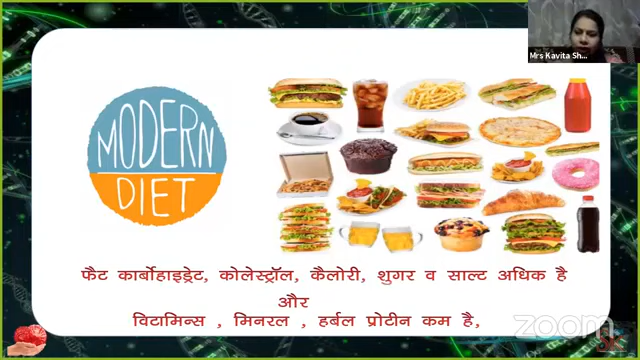 Mrs Kavita Sh...
MODERN
DIET
फैट कार्बोहाइड्रेट, कोलेस्ट्रॉल, कैलोरी, शुगर व साल्ट अधिक है
और
विटामिन्स , मिनरल , हर्बल प्रोटीन कम है,
zoom